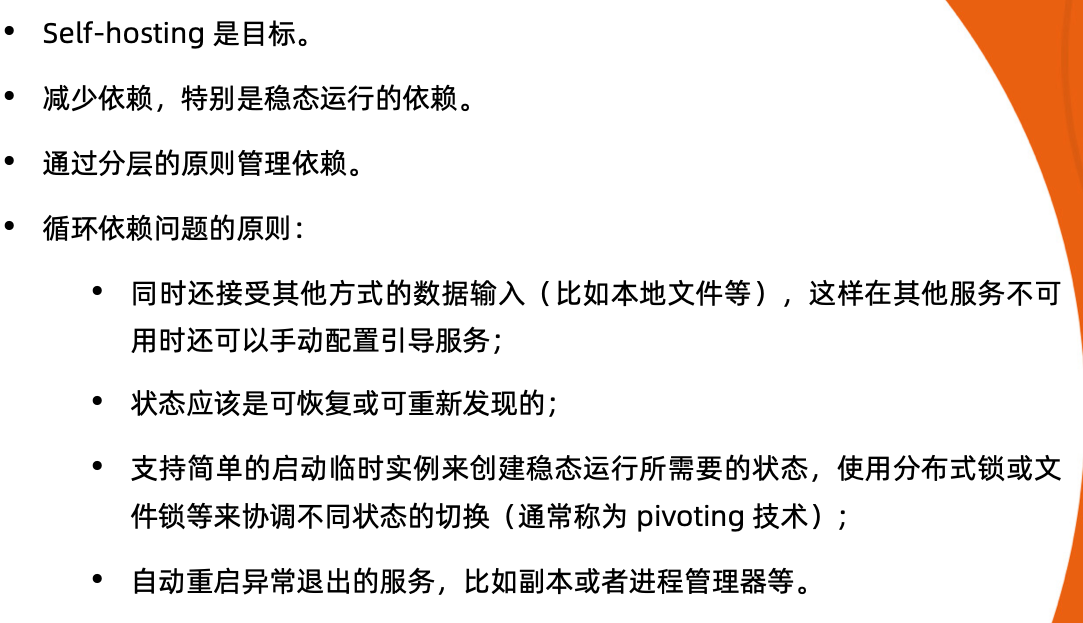 • Self-hosting 是目标。
• 减少依赖，特别是稳态运行的依赖。
• 通过分层的原则管理依赖。
• 循环依赖问题的原则：
• 同时还接受其他方式的数据输入（比如本地文件等），这样在其他服务不可
用时还可以手动配置引导服务；
• 状态应该是可恢复或可重新发现的；
• 支持简单的启动临时实例来创建稳态运行所需要的状态，使用分布式锁或文
件锁等来协调不同状态的切换（通常称为 pivoting 技术）；
• 自动重启异常退出的服务，比如副本或者进程管理器等。